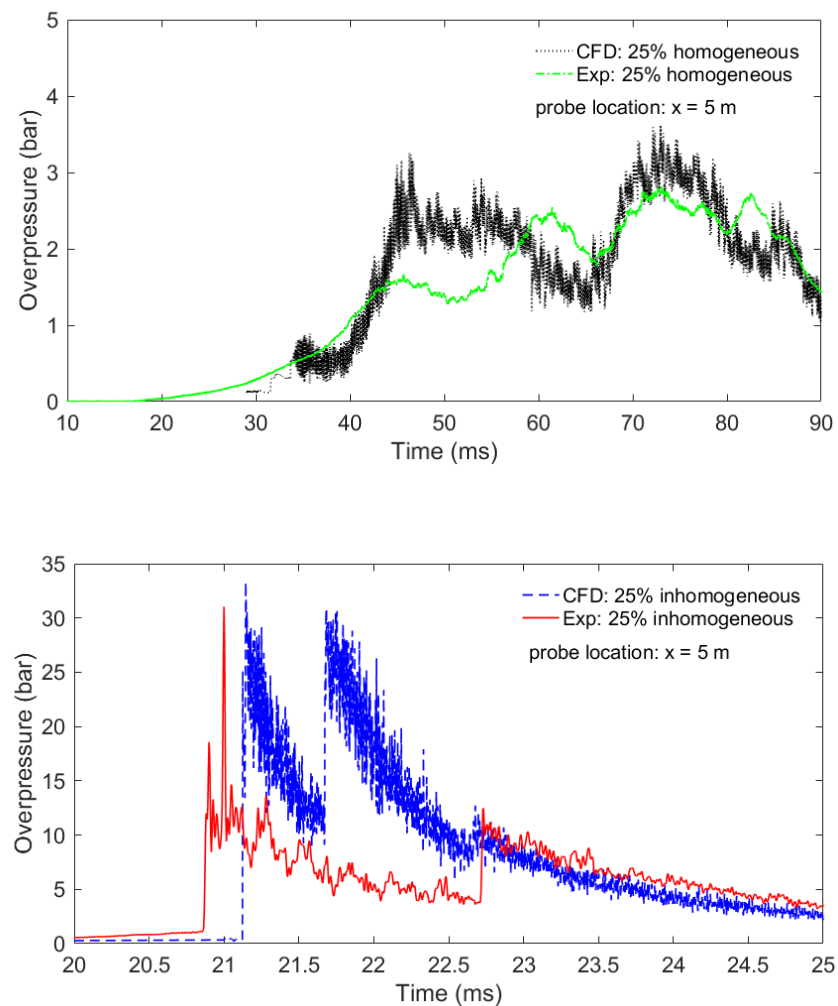 5
4
3
2
1
0
Overpressure (bar)
CFD: 25% homogeneous
Exp: 25% homogeneous
probe location: x = 5 m
10 20 30 40 50 60 70 80 90
Time (ms)
35
30
25
20
15
10
5
0
Overpressure (bar)
CFD: 25% inhomogeneous
Exp: 25% inhomogeneous
probe location: x = 5 m
20 20.5 21 21.5 22 22.5 23 23.5 24 24.5 25
Time (ms)